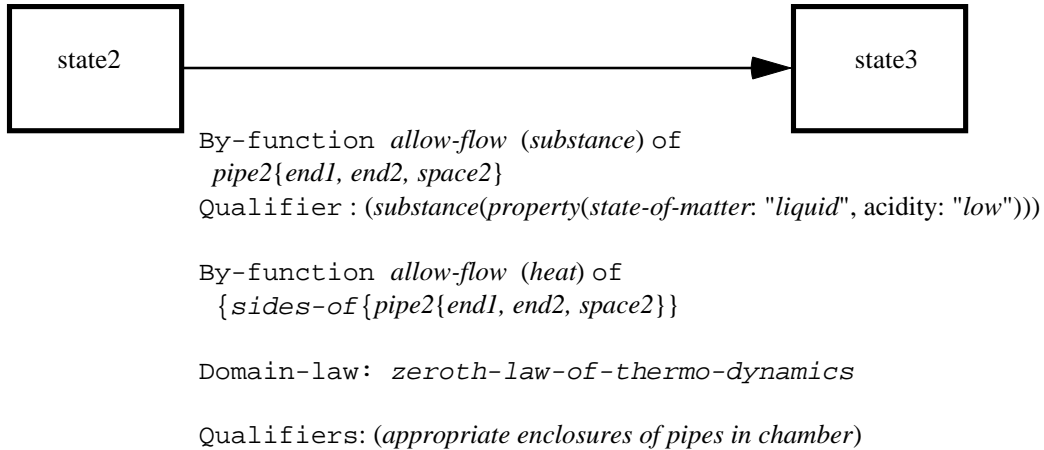 state2
state3
By-function allow-flow (substance) of
pipe2{end1, end2, space2}
Qualifier : (substance(property(state-of-matter: "liquid", acidity: "low")))
By-function allow-flow (heat) of
{sides-of{pipe2{end1, end2, space2}}
Domain-law: zeroth-law-of-thermo-dynamics
Qualifiers: (appropriate enclosures of pipes in chamber)